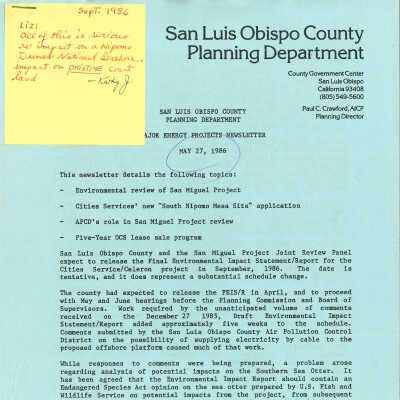 Sept. 1986
Liz:
all of this is serious
re: impact on a Nipomo
Dunes National Seashore,
impact on PRISTINE coast
land
— Kathy J.
San Luis Obispo County
Planning Department
County Government Center
San Luis Obispo
California 93408
(805) 549-5600
Paul C. Crawford, AICP
Planning Director
SAN LUIS OBISPO COUNTY
PLANNING DEPARTMENT
MAJOR ENERGY PROJECTS NEWSLETTER
MAY 27, 1986
This newsletter details the following topics:
- Environmental review of San Miguel Project
- Cities Services' new "South Nipomo Mesa Site" application
- APCD's role in San Miguel Project review
- Five-Year OCS lease sale program
San Luis Obispo County and the San Miguel Project Joint Review Panel
expect to release the Final Environmental Impact Statement/Report for the
Cities Service/Celeron project in September, 1986. The date is
tentative, and it does represent a substantial schedule change.
The county had expected to release the FEIS/R in April, and to proceed
with May and June hearings before the Planning Commission and Board of
Supervisors. Work required by the unanticipated volume of comments
received on the December 27 1985, Draft Environmental Impact
Statement/Report added approximately five weeks to the schedule.
Comments submitted by the San Luis Obispo County Air Pollution Control
District on the possibility of supplying electricity by cable to the
proposed offshore platform caused much of that work.
While responses to comments were being prepared, a problem arose
regarding analysis of potential impacts on the Southern Sea Otter. It
has been agreed that the Environmental Impact Report should contain an
Endangered Species Act opinion on the sea otter prepared by U.S. Fish and
Wildlife Service on potential impacts from the project, from subsequent